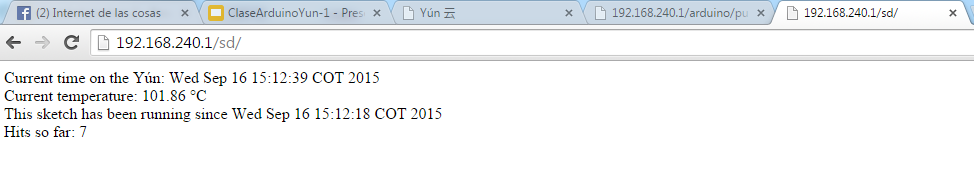 (2) Internet de las cosas
ClaseArduinoYun-1 - Pres
Yún 云
192.168.240.1/arduino/pu
192.168.240.1/sd/
192.168.240.1/sd/
Current time on the Yún: Wed Sep 16 15:12:39 COT 2015
Current temperature: 101.86 °C
This sketch has been running since Wed Sep 16 15:12:18 COT 2015
Hits so far: 7